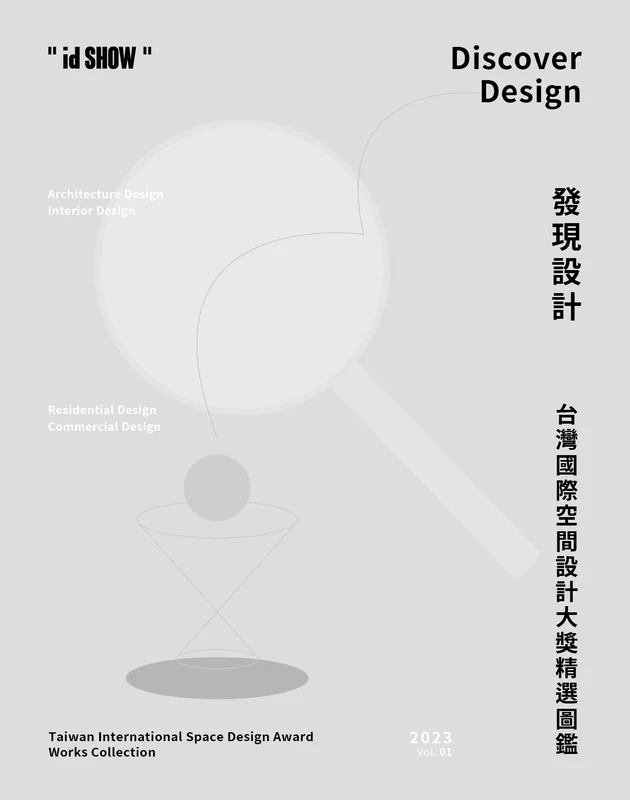 " id SHOW "
Discover
Design
Architecture Design
Interior Design
發現設計
Residential Design
Commercial Design
台灣國際空間設計大獎精選圖鑑
Taiwan International Space Design Award
Works Collection
2023
Vol. 01